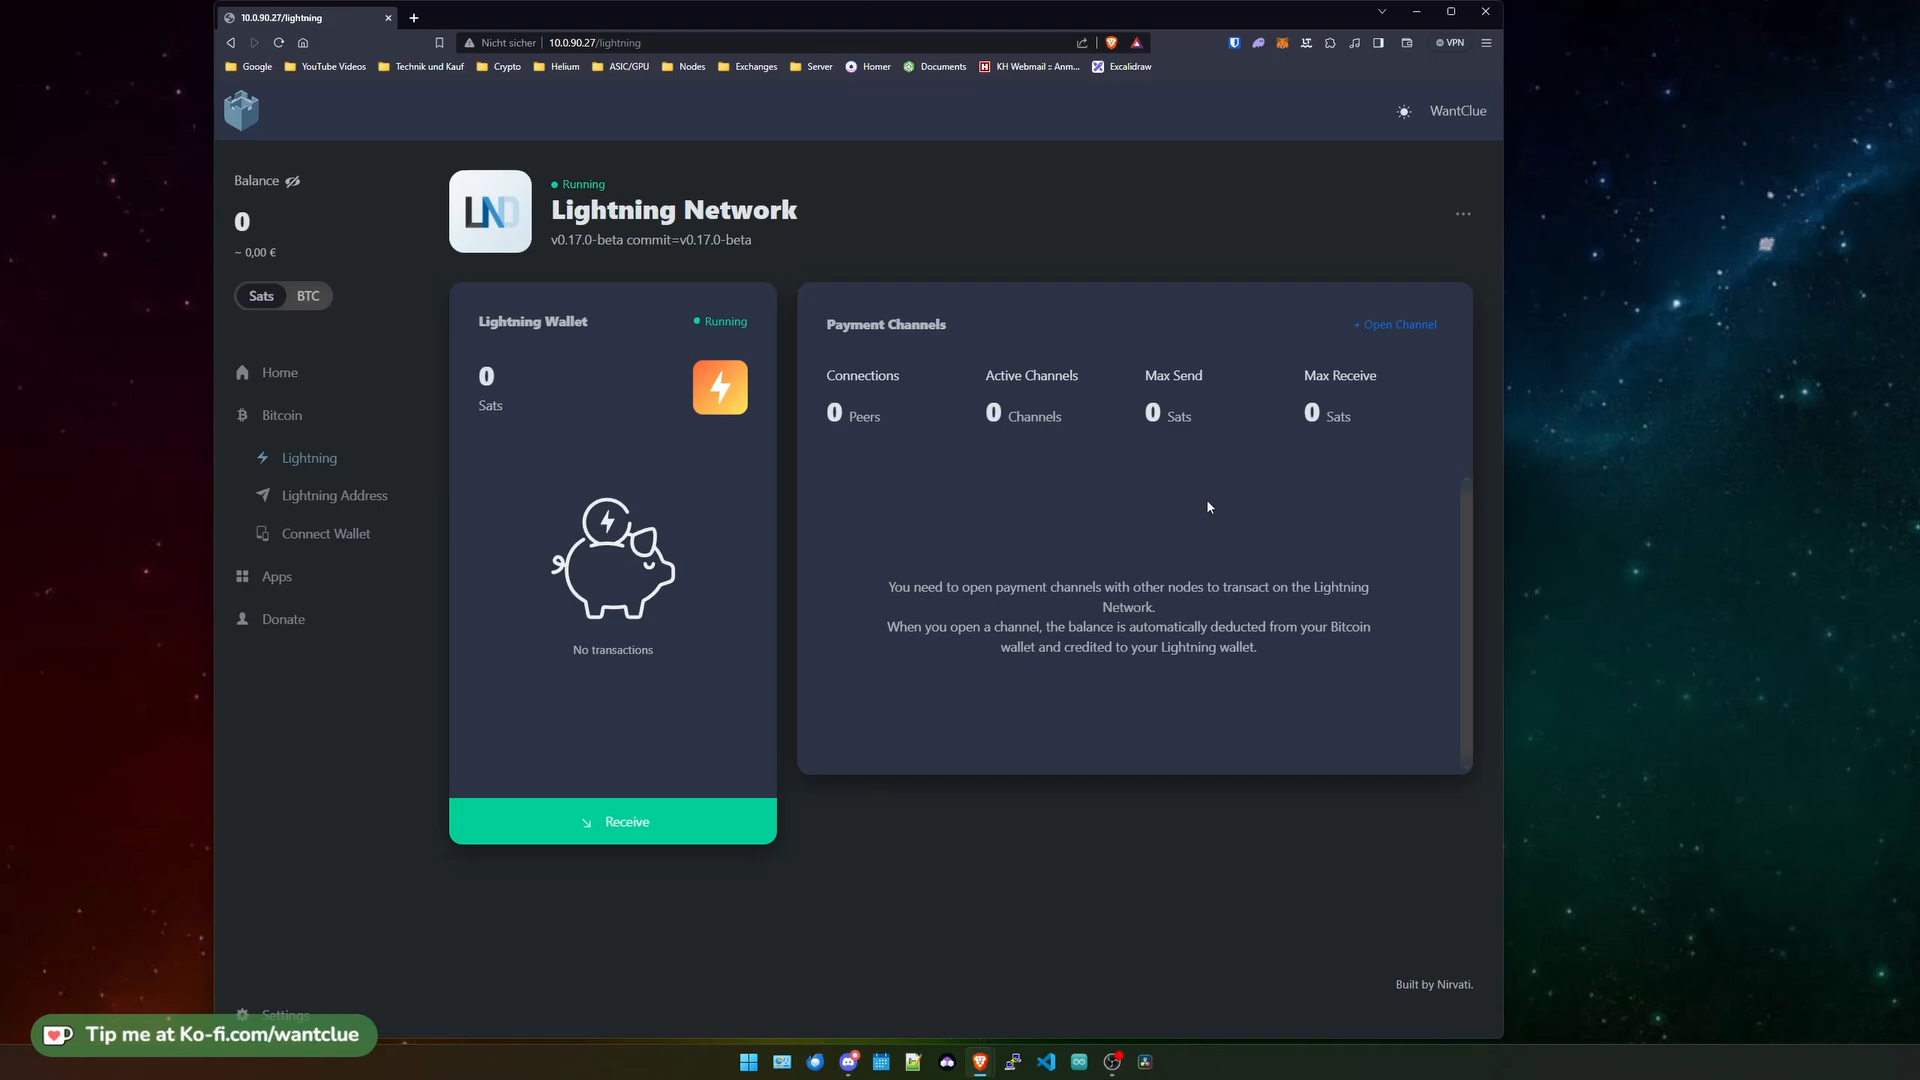 10.0.90.27/lightning
Nicht sicher 10.0.90.27/lightning
VPN
Google YouTube Videos Technik und Kauf Crypto Helium ASIC/GPU Nodes Exchanges Server Homer Documents KH Webmail :: Anm... Excalidraw
WantClue
Balance
0
~ 0,00 €
Sats BTC
Home
Bitcoin
Lightning
Lightning Address
Connect Wallet
Apps
Donate
Settings
LND
Running
Lightning Network
v0.17.0-beta commit=v0.17.0-beta
Lightning Wallet Running
0
Sats
No transactions
Receive
Payment Channels + Open Channel
Connections Active Channels Max Send Max Receive
0 Peers 0 Channels 0 Sats 0 Sats
You need to open payment channels with other nodes to transact on the Lightning
Network.
When you open a channel, the balance is automatically deducted from your Bitcoin
wallet and credited to your Lightning wallet.
Built by Nirvati.
Tip me at Ko-fi.com/wantclue